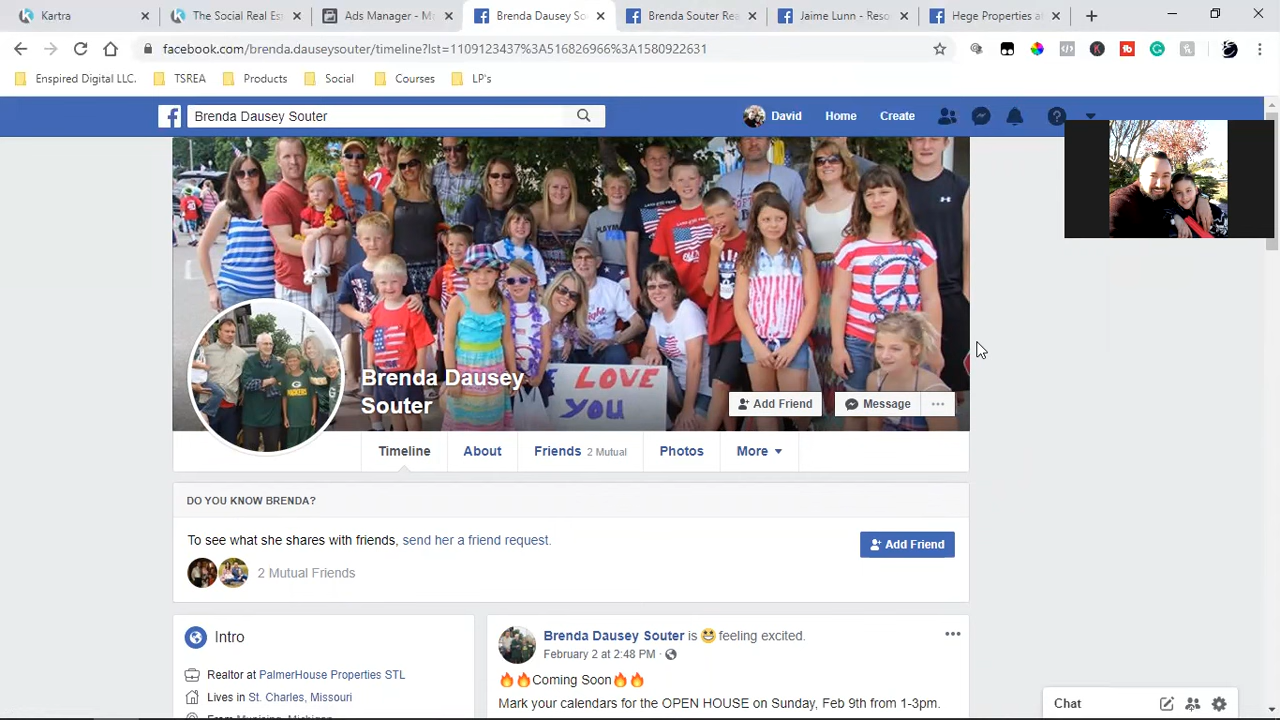 Kartra
The Social Real Est
Ads Manager - M
Brenda Dausey So
Brenda Souter Rea
Jaime Lunn - Reso
Hege Properties a
facebook.com/brenda.dauseysouter/timeline?lst=1109123437%3A516826966%3A1580922631
Enspired Digital LLC. TSREA Products Social Courses LP's
Brenda Dausey Souter David Home Create
LOVE
YOU
Brenda Dausey
Souter
Add Friend Message
Timeline About Friends 2 Mutual Photos More
DO YOU KNOW BRENDA?
To see what she shares with friends, send her a friend request.
Add Friend
2 Mutual Friends
Intro
Realtor at PalmerHouse Properties STL
Lives in St. Charles, Missouri
From Munising, Michigan
Brenda Dausey Souter is feeling excited.
February 2 at 2:48 PM ·
Coming Soon
Mark your calendars for the OPEN HOUSE on Sunday, Feb 9th from 1-3pm.
Chat